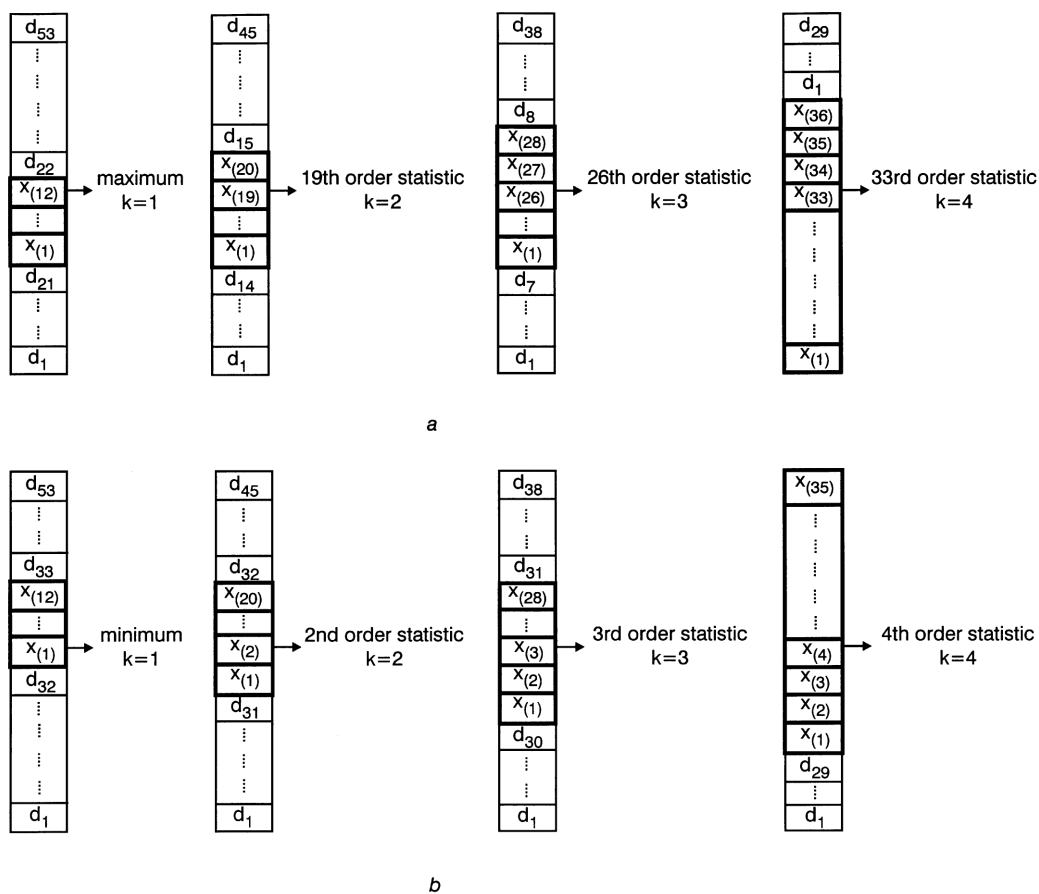 d53
x(12)
d22
x(1)
d21
d1
maximum
k=1
d45
d15
x(20)
x(19)
x(1)
d14
d1
19th order statistic
k=2
d38
d8
x(28)
x(27)
x(26)
x(1)
d7
d1
26th order statistic
k=3
d29
d1
x(36)
x(35)
x(34)
x(33)
x(1)
33rd order statistic
k=4
a
d53
d33
x(12)
x(1)
d32
d1
minimum
k=1
d45
d32
x(20)
x(2)
x(1)
d31
d1
2nd order statistic
k=2
d38
d31
x(28)
x(3)
x(2)
x(1)
d30
d1
3rd order statistic
k=3
x(35)
x(4)
x(3)
x(2)
x(1)
d29
d1
4th order statistic
k=4
b